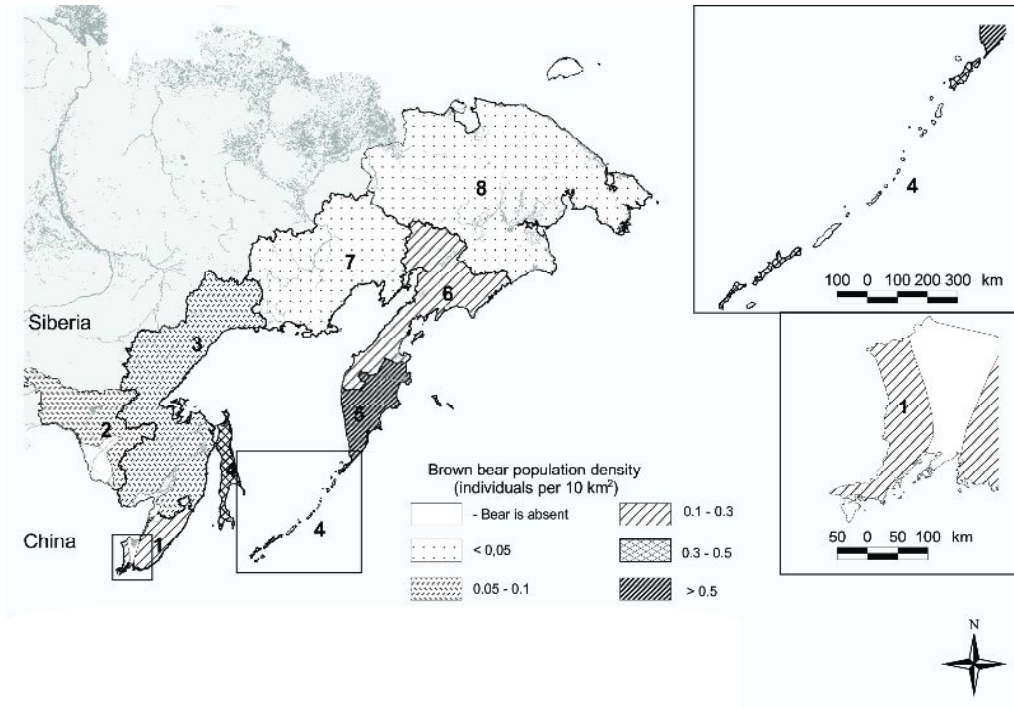 8
7
6
Siberia
3
5
2
4
Brown bear population density
(individuals per 10 km²)
China
1
4
- Bear is absent
0.1 - 0.3
< 0,05
0.3 - 0.5
0.05 - 0.1
> 0.5
4
100 0 100 200 300 km
1
50 0 50 100 km
N